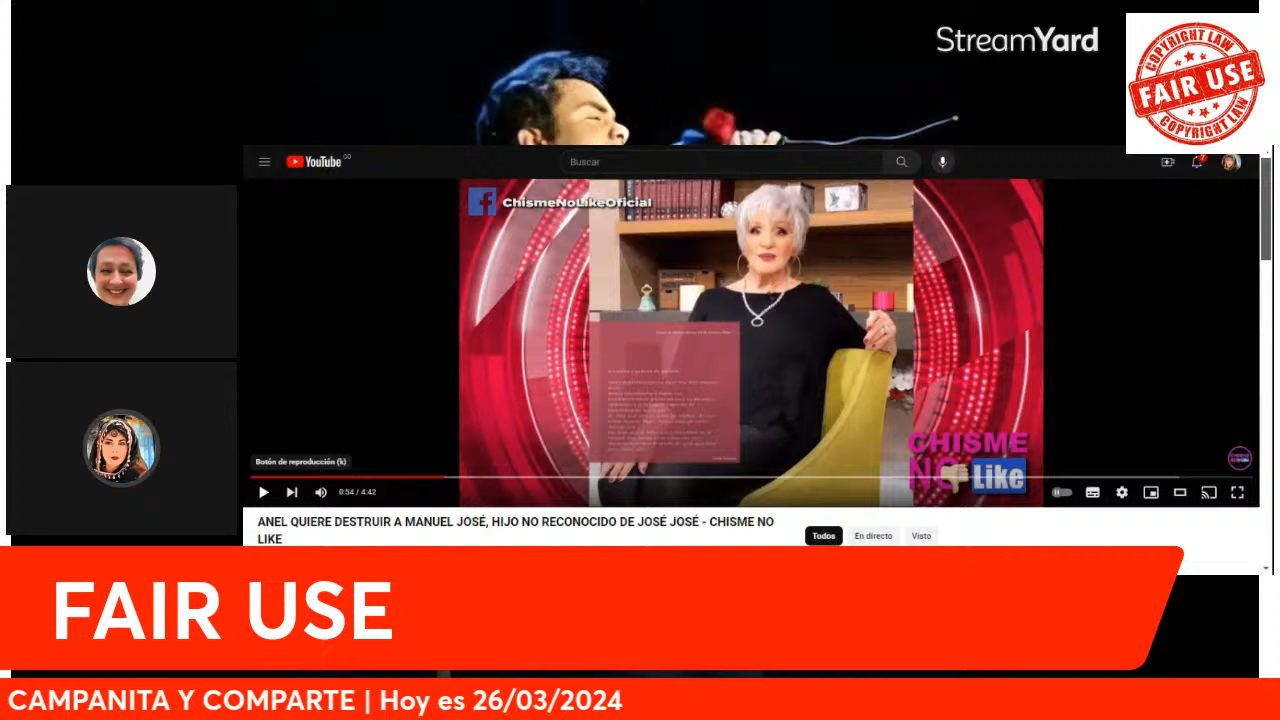 StreamYard
COPYRIGHT LAW
FAIR USE
COPYRIGHT LAW
YouTube CO
Buscar
7
ChismeNoLikeOficial
CHISME
NO Like
Botón de reproducción (k)
0:54 / 4:42
ANEL QUIERE DESTRUIR A MANUEL JOSÉ, HIJO NO RECONOCIDO DE JOSÉ JOSÉ - CHISME NO
LIKE
Todos
En directo
Visto
FAIR USE
CAMPANITA Y COMPARTE | Hoy es 26/03/2024